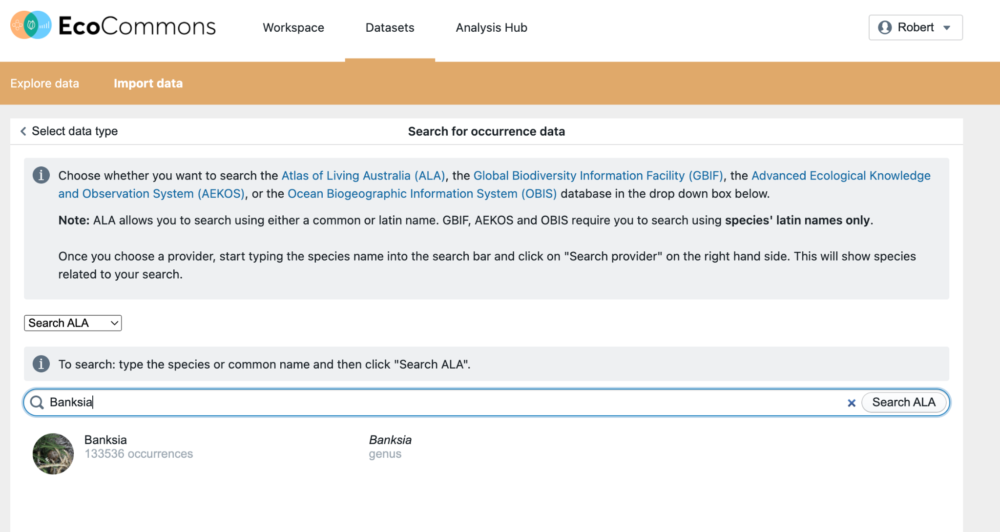 EcoCommons
Workspace
Datasets
Analysis Hub
Robert
Explore data
Import data
Select data type
Search for occurrence data
Choose whether you want to search the Atlas of Living Australia (ALA), the Global Biodiversity Information Facility (GBIF), the Advanced Ecological Knowledge
and Observation System (AEKOS), or the Ocean Biogeographic Information System (OBIS) database in the drop down box below.
Note: ALA allows you to search using either a common or latin name. GBIF, AEKOS and OBIS require you to search using species' latin names only.
Once you choose a provider, start typing the species name into the search bar and click on "Search provider" on the right hand side. This will show species
related to your search.
Search ALA
To search: type the species or common name and then click "Search ALA".
Banksia
Search ALA
Banksia
133536 occurrences
Banksia
genus